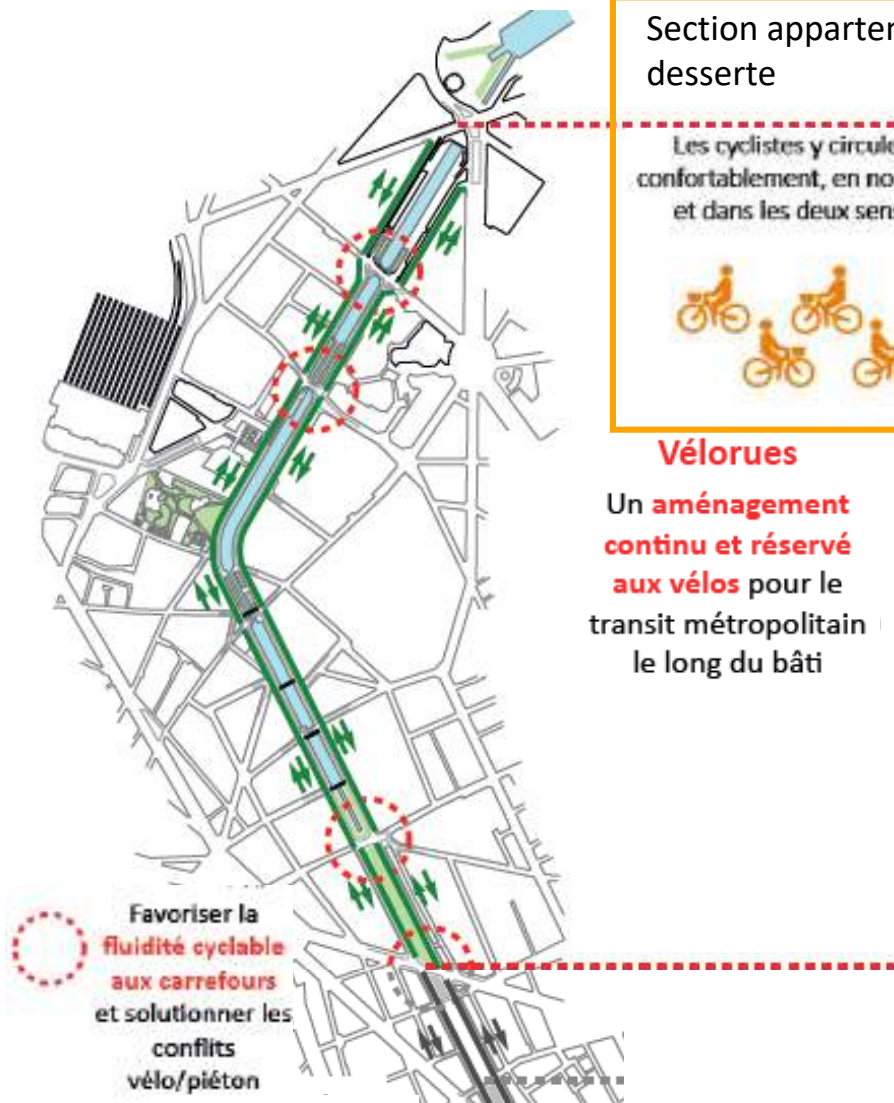 Section apparten
desserte
Les cyclistes y circule
confortablement, en no
et dans les deux sens
Vélorues
Un aménagement
continu et réservé
aux vélos pour le
transit métropolitain
le long du bâti
Favoriser la
fluidité cyclable
aux carrefours
et solutionner les
conflits
vélo/piéton